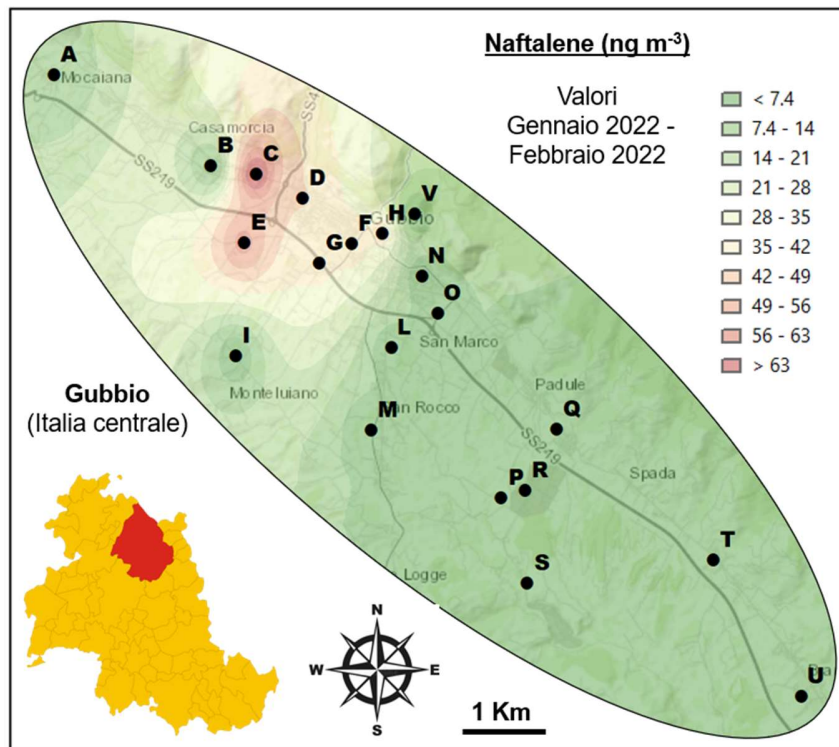 Naftalene (ng m-3)
Valori
Gennaio 2022 -
Febbraio 2022
< 7.4
7.4 - 14
14 - 21
21 - 28
28 - 35
35 - 42
42 - 49
49 - 56
56 - 63
> 63
A
Mocaiana
Casamorcia
SS4
B
C
D
SS249
E
F
H
V
Gubbio
G
N
O
I
L
San Marco
Monteluiano
M
San Rocco
Padule
Q
SS249
P
R
Spada
T
S
Logge
U
Gubbio
(Italia centrale)
N
W
E
S
1 Km